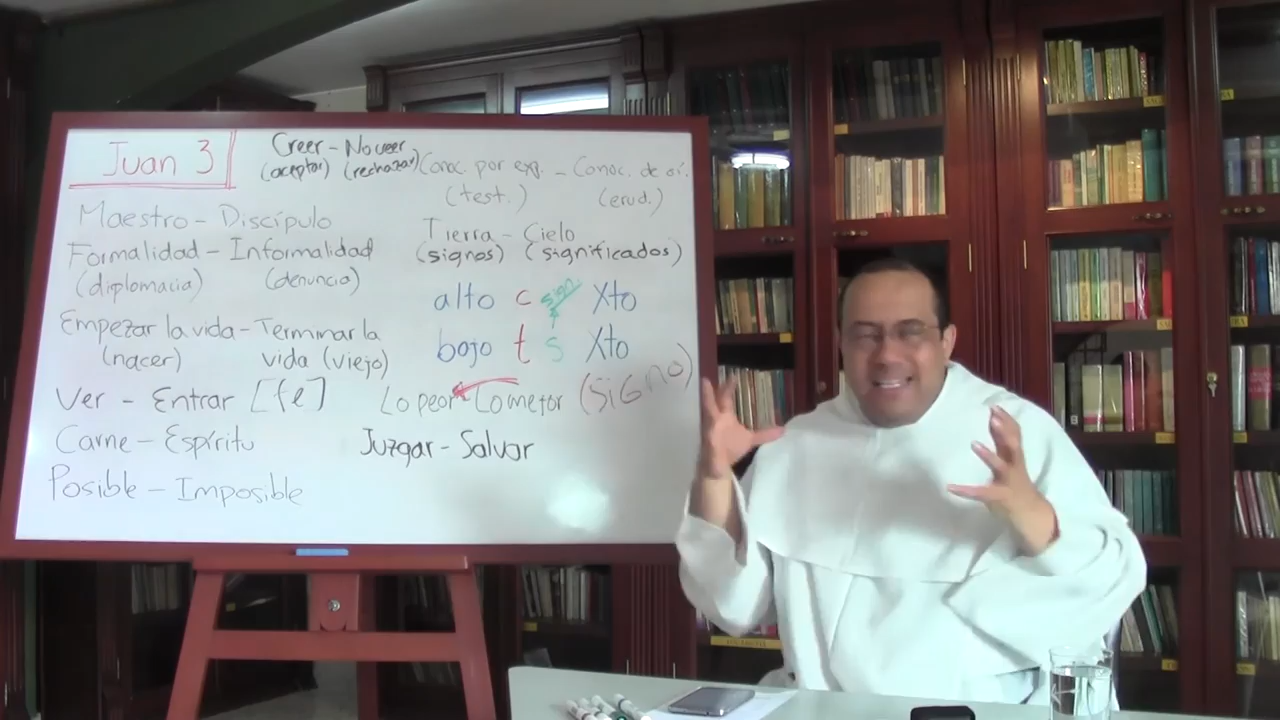 Juan 3
Creer - No creer
(aceptar) (rechazar)
Conoc. por exp. - Conoc. de oí.
(test.) (erud.)
Maestro - Discípulo
Formalidad - Informalidad
(diplomacia) (denuncia)
Empezar la vida - Terminar la
(nacer) vida (viejo)
Ver - Entrar [fe]
Carne - Espíritu
Posible - Imposible
Tierra - Cielo
(signos) (significados)
alto c sign Xto
bajo t s Xto
Lo peor Lo mejor (signo)
Juzgar - Salvar